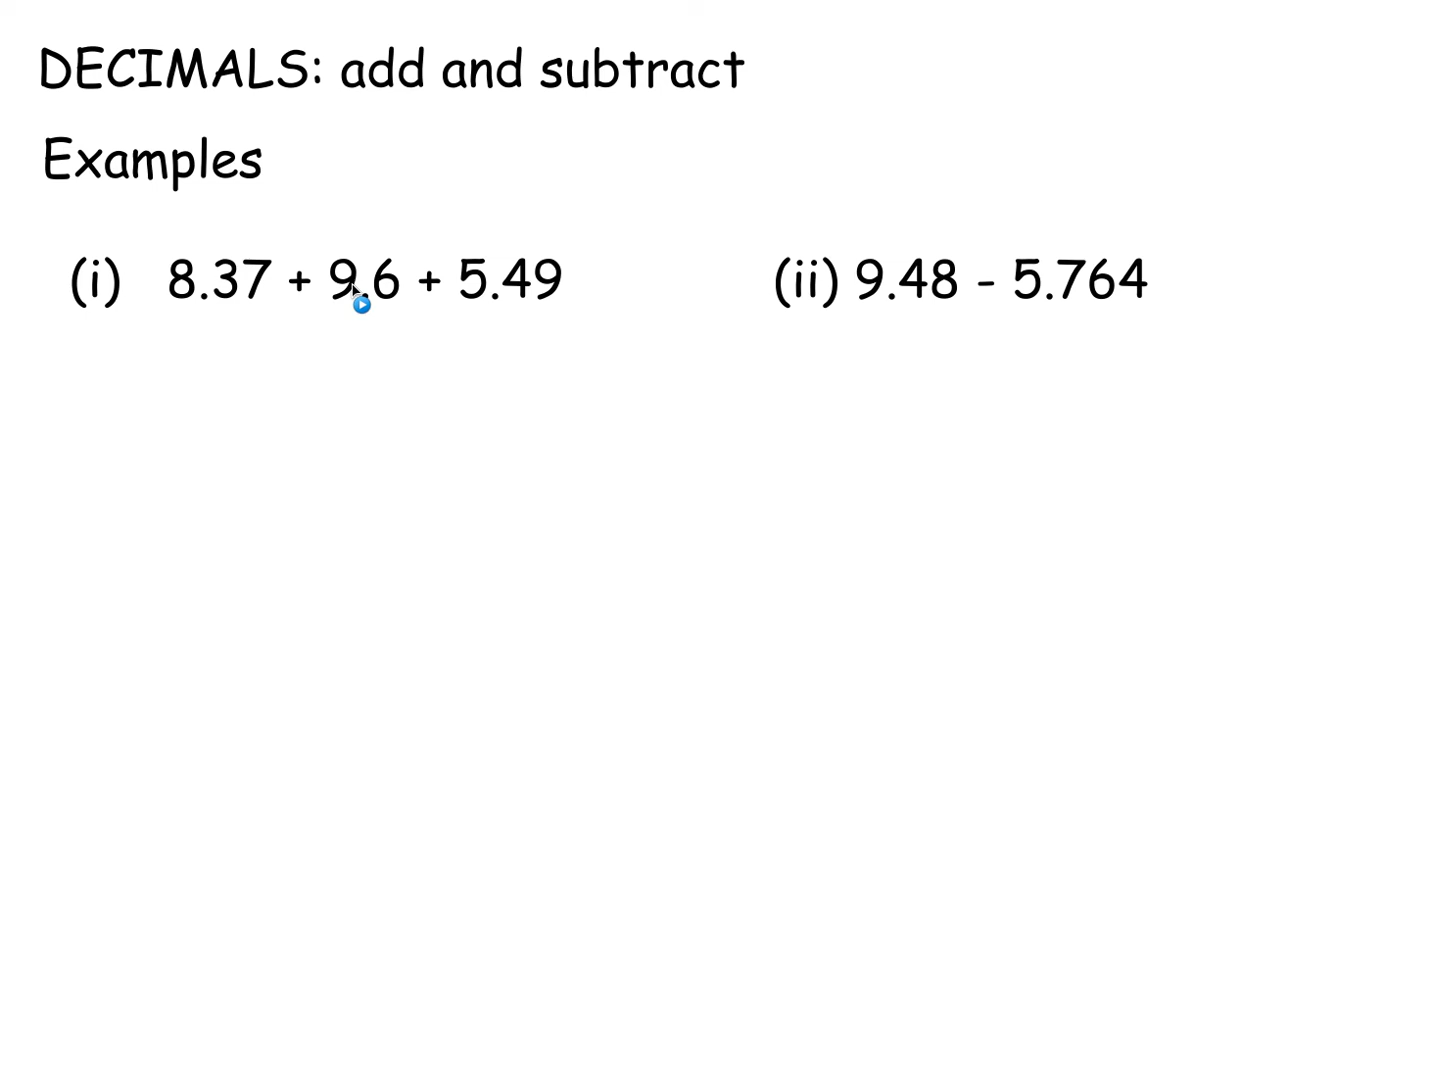 DECIMALS: add and subtract
Examples
(i) 8.37 + 9.6 + 5.49
(ii) 9.48 - 5.764